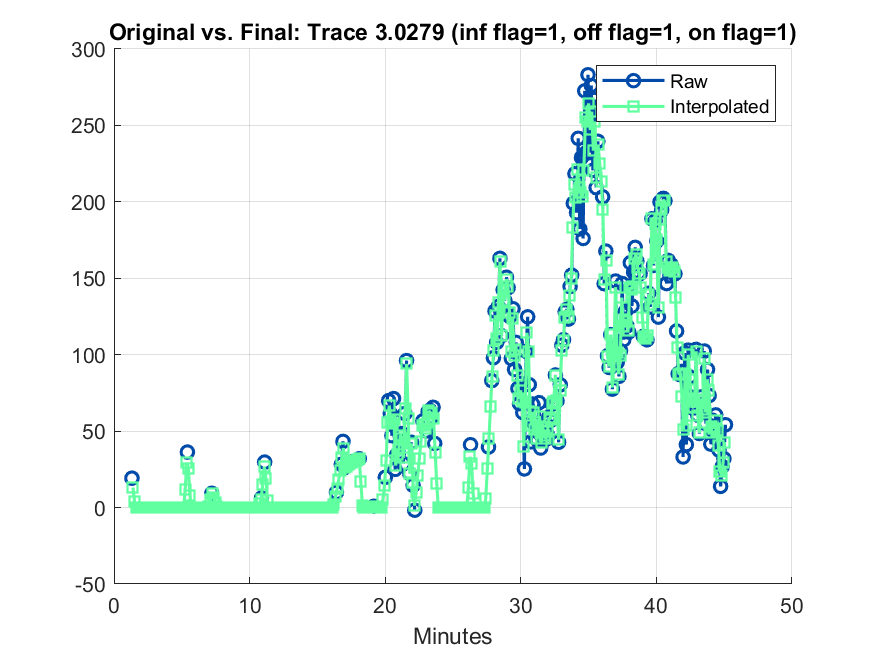 Original vs. Final: Trace 3.0279 (inf flag=1, off flag=1, on flag=1)
300
250
200
150
100
50
0
-50
0 10 20 30 40 50
Minutes
Raw
Interpolated